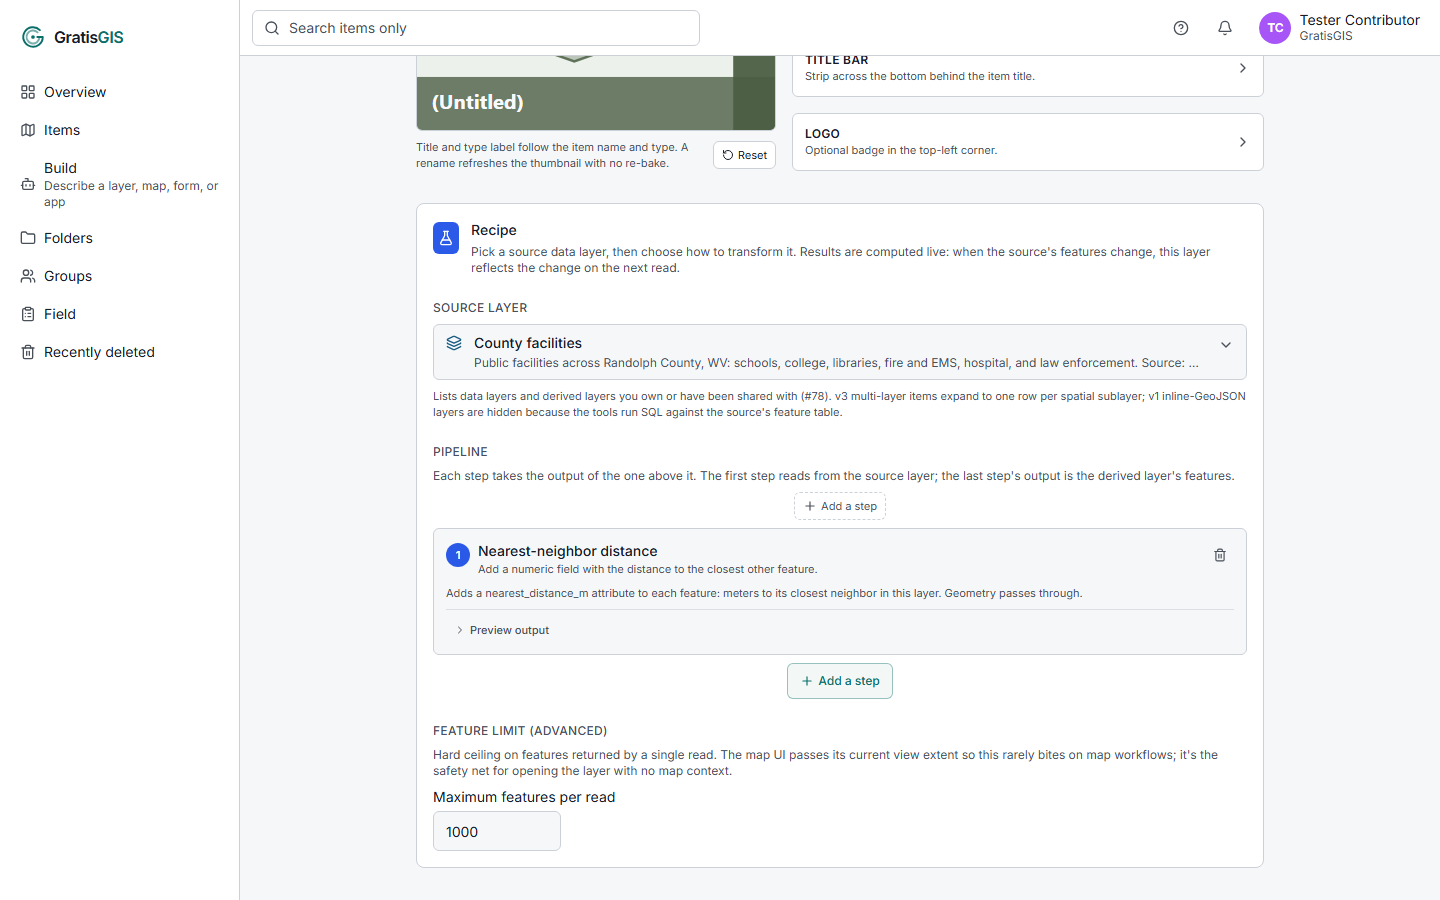 GratisGIS
Search items only
TC
Tester Contributor
GratisGIS
Overview
Items
Build
Describe a layer, map, form, or
app
Folders
Groups
Field
Recently deleted
(Untitled)
Title and type label follow the item name and type. A
rename refreshes the thumbnail with no re-bake.
Reset
TITLE BAR
Strip across the bottom behind the item title.
LOGO
Optional badge in the top-left corner.
Recipe
Pick a source data layer, then choose how to transform it. Results are computed live: when the source's features change, this layer
reflects the change on the next read.
SOURCE LAYER
County facilities
Public facilities across Randolph County, WV: schools, college, libraries, fire and EMS, hospital, and law enforcement. Source: ...
Lists data layers and derived layers you own or have been shared with (#78). v3 multi-layer items expand to one row per spatial sublayer; v1 inline-GeoJSON
layers are hidden because the tools run SQL against the source's feature table.
PIPELINE
Each step takes the output of the one above it. The first step reads from the source layer; the last step's output is the derived layer's features.
Add a step
1
Nearest-neighbor distance
Add a numeric field with the distance to the closest other feature.
Adds a nearest_distance_m attribute to each feature: meters to its closest neighbor in this layer. Geometry passes through.
Preview output
Add a step
FEATURE LIMIT (ADVANCED)
Hard ceiling on features returned by a single read. The map UI passes its current view extent so this rarely bites on map workflows; it's the
safety net for opening the layer with no map context.
Maximum features per read
1000